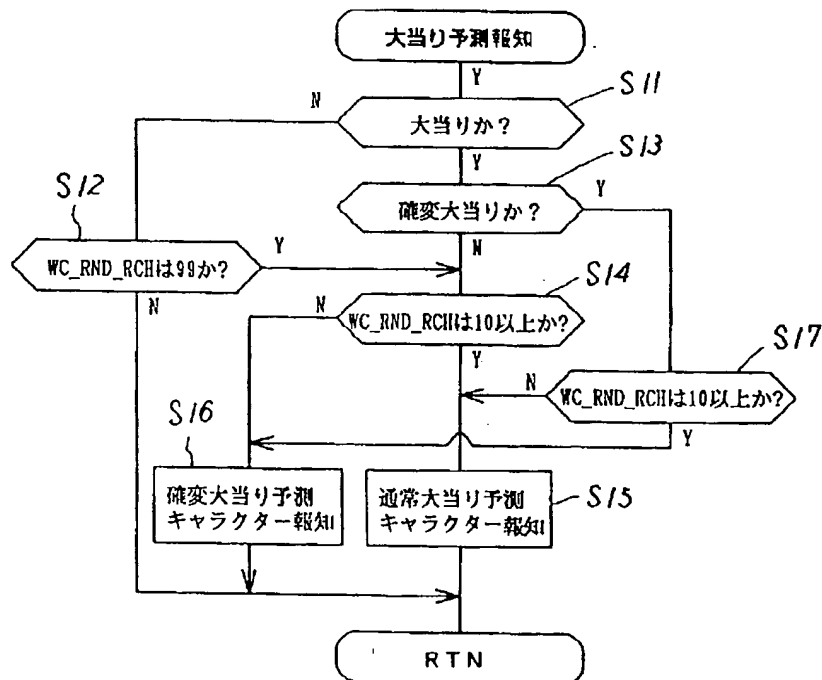 大当り予測報知
Y
S11
N
大当りか?
Y
S13
S12
確変大当りか?
Y
N
WC_RND_RCHは99か?
Y
N
S14
N
WC_RND_RCHは10以上か?
Y
S17
N
WC_RND_RCHは10以上か?
Y
S16
確変大当り予測
キャラクター報知
通常大当り予測
キャラクター報知
S15
RTN